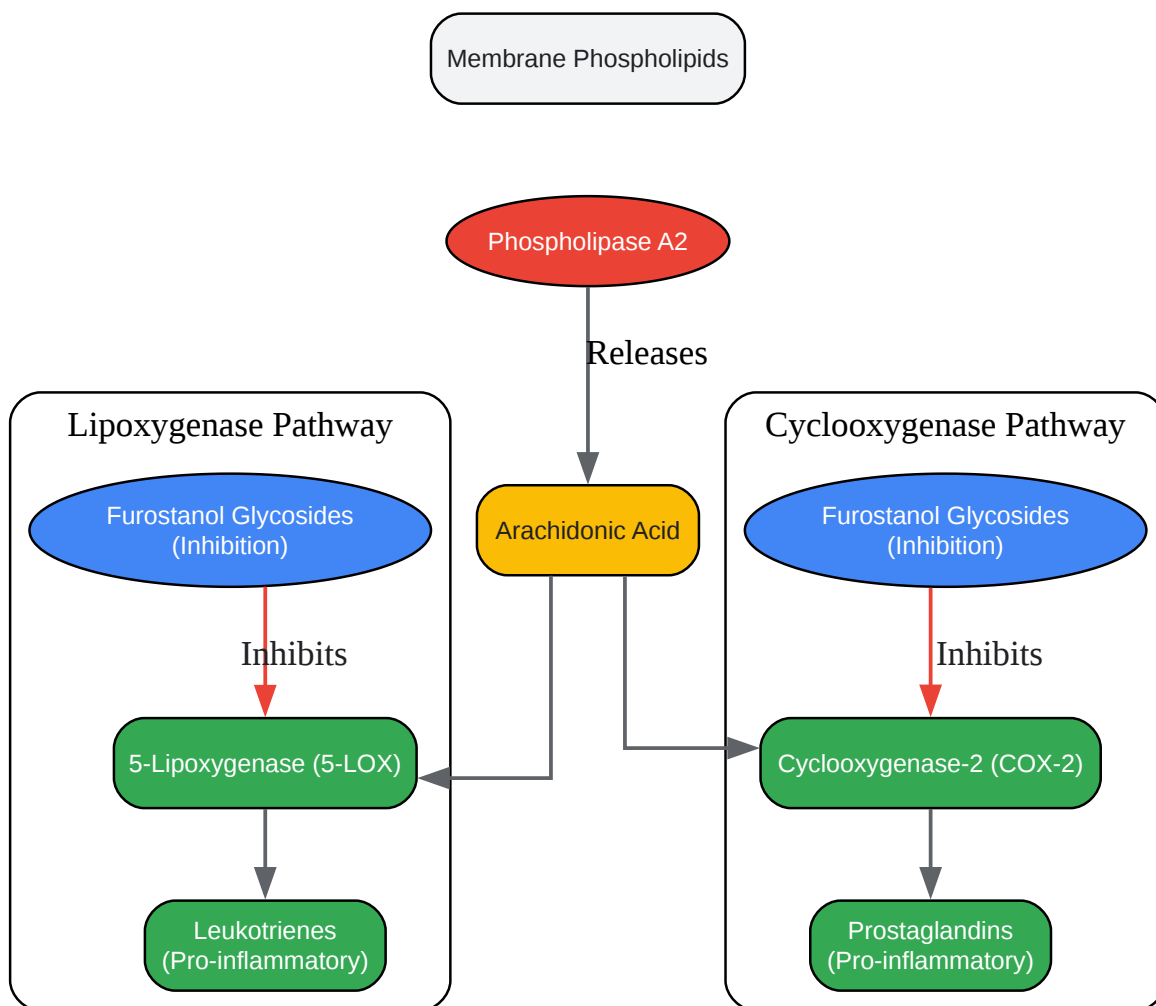 Membrane Phospholipids
Phospholipase A2
Releases
Lipoxygenase Pathway
Cyclooxygenase Pathway
Furostanol Glycosides
(Inhibition)
Arachidonic Acid
Furostanol Glycosides
(Inhibition)
Inhibits
Inhibits
5-Lipoxygenase (5-LOX)
Cyclooxygenase-2 (COX-2)
Leukotrienes
(Pro-inflammatory)
Prostaglandins
(Pro-inflammatory)